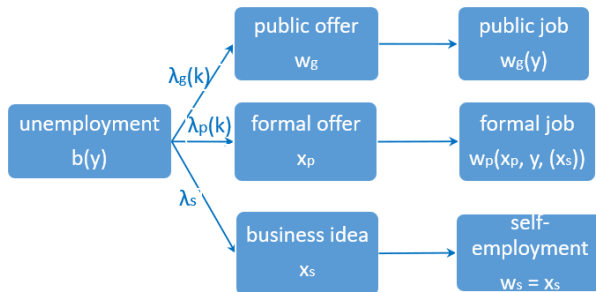 public offer
wg
public job
wg(y)
λg(k)
unemployment
b(y)
λp(k)
formal offer
xp
formal job
wp(xp, y, (xs))
λs
business idea
xs
self-
employment
ws = xs